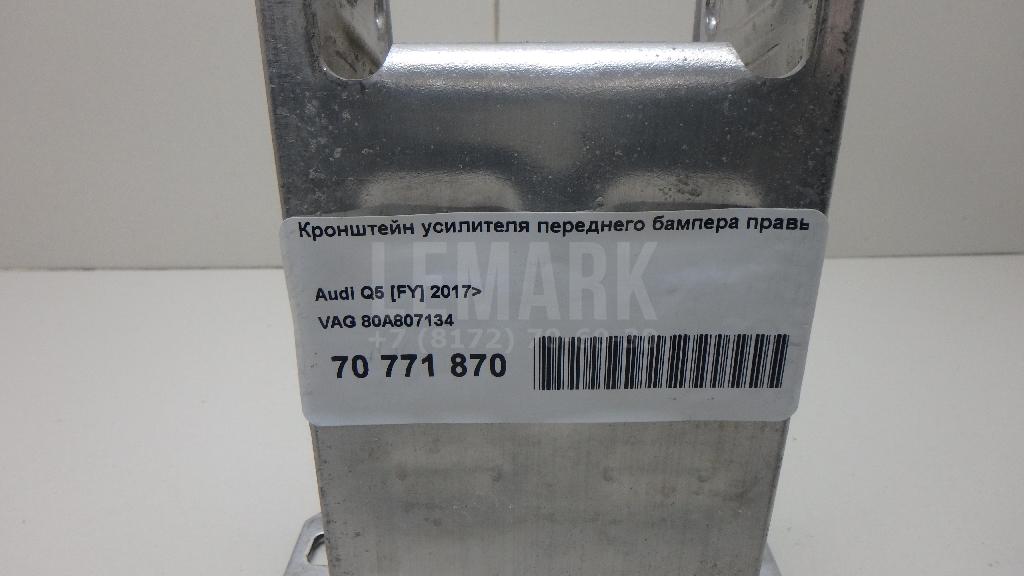 Кронштейн усилителя переднего бампера правы
LEMARK
Audi Q5 [FY] 2017>
VAG 80A807134
70 771 870